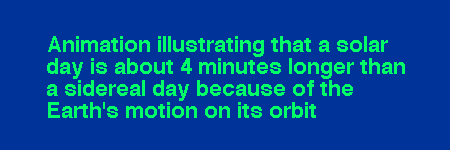 Animation illustrating that a solar
day is about 4 minutes longer than
a sidereal day because of the
Earth's motion on its orbit